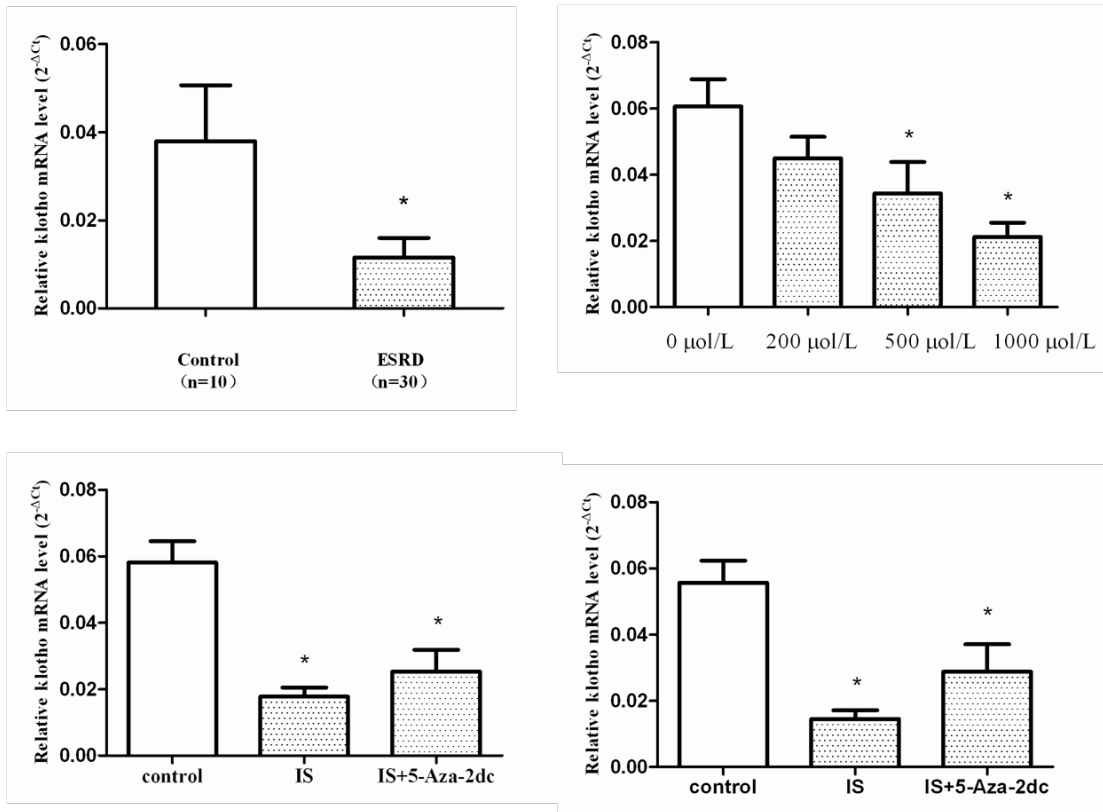 Relative klotho mRNA level (2-ΔCt)
0.06
0.04
0.02
0.00
*
Control
(n=10)
ESRD
(n=30)
Relative klotho mRNA level (2-ΔCt)
0.08
0.06
0.04
0.02
0.00
*
*
0 μol/L
200 μol/L
500 μol/L
1000 μol/L
Relative klotho mRNA level (2-ΔCt)
0.08
0.06
0.04
0.02
0.00
*
*
control
IS
IS+5-Aza-2dc
Relative klotho mRNA level (2-ΔCt)
0.08
0.06
0.04
0.02
0.00
*
*
control
IS
IS+5-Aza-2dc